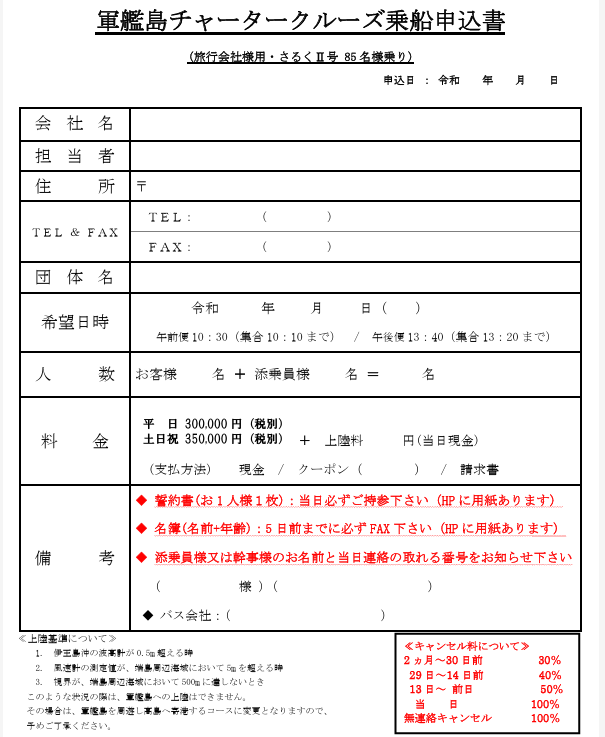 軍艦島チャータークルーズ乗船申込書
(旅行会社様用・さるくⅡ号 85名様乗り)
申込日 ： 令和　　年　　月　　日
会　社　名
担　当　者
住　　　所　〒
TEL ＆ FAX
TEL：　　　　　（　　　　　）
FAX：　　　　　（　　　　　）
団　体　名
希望日時
令和　　　年　　　月　　　日（　　）
午前便10：30（集合10：10まで）　/　午後便13：40（集合13：20まで）
人　　　数　お客様　　　名 ＋ 添乗員様　　　名 ＝　　　名
料　　　金
平　日 300,000円（税別）
土日祝 350,000円（税別）　＋　上陸料　　　円(当日現金)
（支払方法）　　現金　/　クーポン（　　　　）　/　請求書
備　　　考
◆ 誓約書(お1人様1枚)：当日必ずご持参下さい（HPに用紙あります）
◆ 名簿(名前+年齢)：5日前までに必ずFAX下さい（HPに用紙あります）
◆ 添乗員様又は幹事様のお名前と当日連絡の取れる番号をお知らせ下さい
（　　　　　　様 ）（　　　　　　　　　　　）
◆ バス会社：（　　　　　　　　　　　）
≪上陸基準について≫
1.　伊王島沖の波高計が0.5m超える時
2.　風速計の測定値が、端島周辺海域において5mを超える時
3.　視界が、端島周辺海域において500mに達しないとき
このような状況の際は、軍艦島への上陸はできません。
その場合は、軍艦島を周遊し高島へ寄港するコースに変更となりますので、
予めご了承ください。
≪キャンセル料について≫
2ヵ月〜30日前　　　　30%
29日〜14日前　　　　40%
13日〜 前日　　　　50%
当　　日　　　　100%
無連絡キャンセル　　　　100%